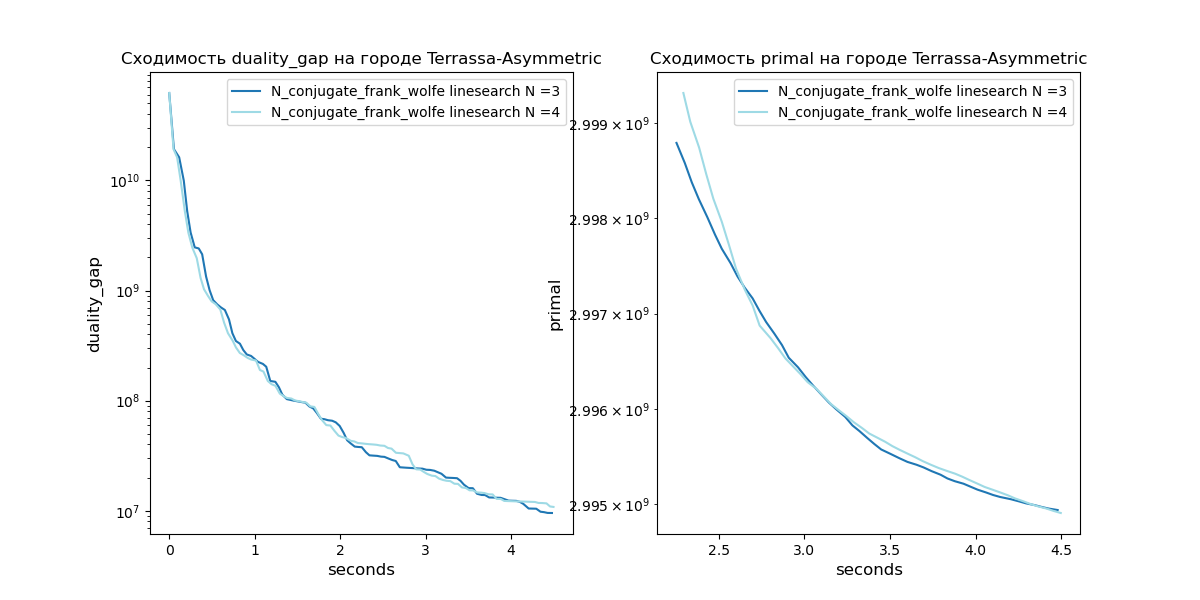 Сходимость duality_gap на городе Terrassa-Asymmetric
N_conjugate_frank_wolfe linesearch N =3
N_conjugate_frank_wolfe linesearch N =4
10¹⁰
10⁹
10⁸
10⁷
duality_gap
0 1 2 3 4
seconds
Сходимость primal на городе Terrassa-Asymmetric
N_conjugate_frank_wolfe linesearch N =3
N_conjugate_frank_wolfe linesearch N =4
2.999 × 10⁹
2.998 × 10⁹
2.997 × 10⁹
2.996 × 10⁹
2.995 × 10⁹
primal
2.5 3.0 3.5 4.0 4.5
seconds